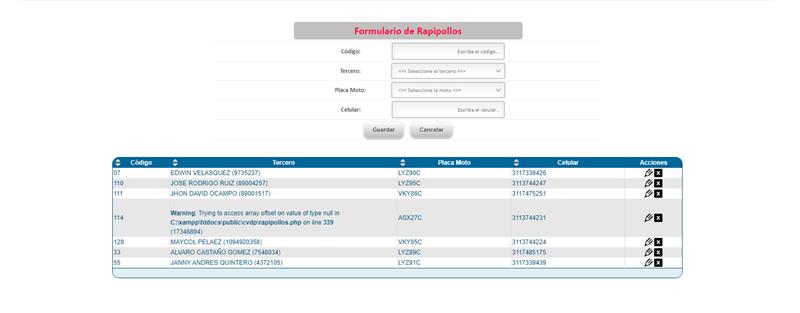 Formulario de Rapipollos
Código: Escriba el código...
Tercero: <<< Seleccione el tercero >>>
Placa Moto: <<< Seleccione la moto >>>
Celular: Escriba el celular...
Guardar Cancelar
Código Tercero Placa Moto Celular Acciones
07 EDWIN VELASQUEZ (9735237) LYZ90C 3117339426
110 JOSE RODRIGO RUIZ (89004257) LYZ95C 3113744247
111 JHON DAVID OCAMPO (89001517) VKY86C 3117475251
114 Warning: Trying to access array offset on value of type null in
C:\xampp\htdocs\public\cvdp\rapipollos.php on line 339
(17346894) ASX27C 3113744231
128 MAYCOL PELAEZ (1094920358) VKY85C 3113744224
33 ALVARO CASTAÑO GOMEZ (7548034) LYZ89C 3117485175
55 JANNY ANDRES QUINTERO (4372105) LYZ91C 3117339439